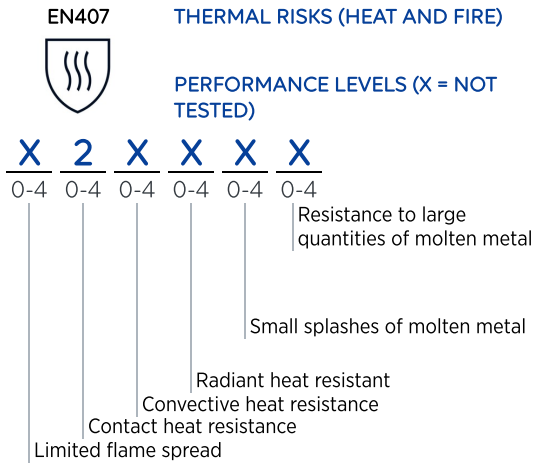 EN407
THERMAL RISKS (HEAT AND FIRE)
PERFORMANCE LEVELS (X = NOT
TESTED)
X 2 X X X X
0-4 0-4 0-4 0-4 0-4 0-4
Resistance to large
quantities of molten metal
Small splashes of molten metal
Radiant heat resistant
Convective heat resistance
Contact heat resistance
Limited flame spread